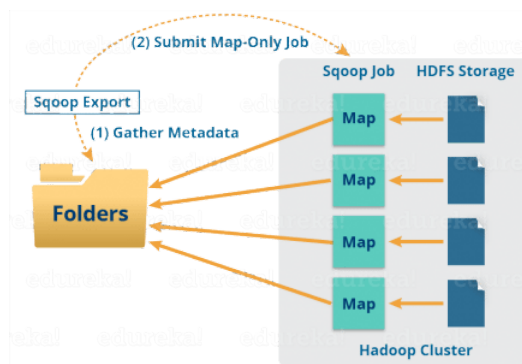 (2) Submit Map-Only Job
Sqoop Job
HDFS Storage
Sqoop Export
(1) Gather Metadata
Map
Map
Folders
Map
Map
Hadoop Cluster
edureka!